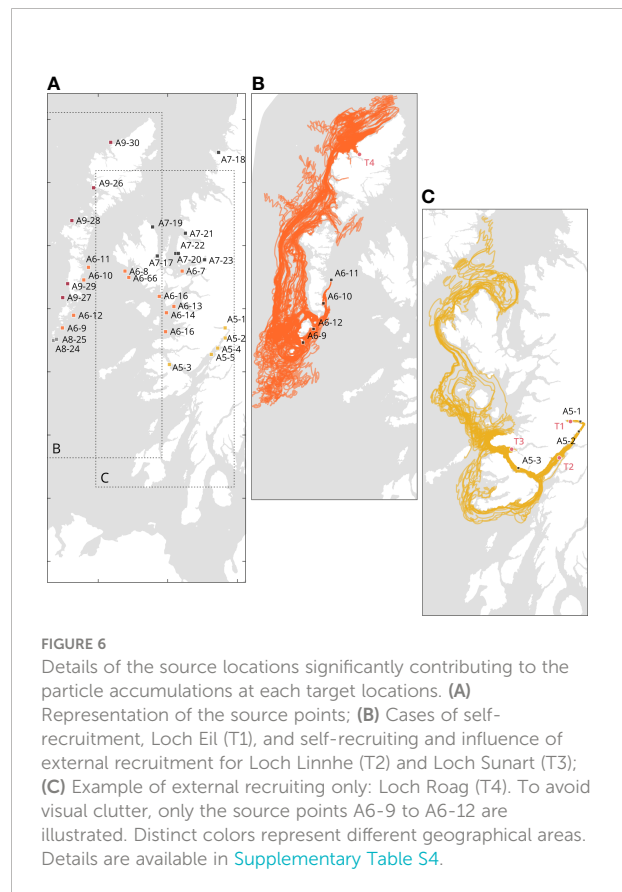 A
B
C
A9-30
A7-18
A9-26
A9-28
A7-19
A7-21
A7-22
A6-11
A7-17
A7-20
A7-23
A6-10
A6-8
A6-7
A6-66
A9-29
A9-27
A6-16
A6-13
A6-12
A6-14
A5-1
A6-9
A6-16
A5-2
A8-25
A8-24
A5-4
A5-5
A5-3
B
C
T4
A6-11
A6-10
A6-12
A6-9
A5-1
T1
A5-2
T3
A5-3
T2
FIGURE 6
Details of the source locations significantly contributing to the
particle accumulations at each target locations. (A)
Representation of the source points; (B) Cases of self-
recruitment, Loch Eil (T1), and self-recruiting and influence of
external recruitment for Loch Linnhe (T2) and Loch Sunart (T3);
(C) Example of external recruiting only: Loch Roag (T4). To avoid
visual clutter, only the source points A6-9 to A6-12 are
illustrated. Distinct colors represent different geographical areas.
Details are available in Supplementary Table S4.